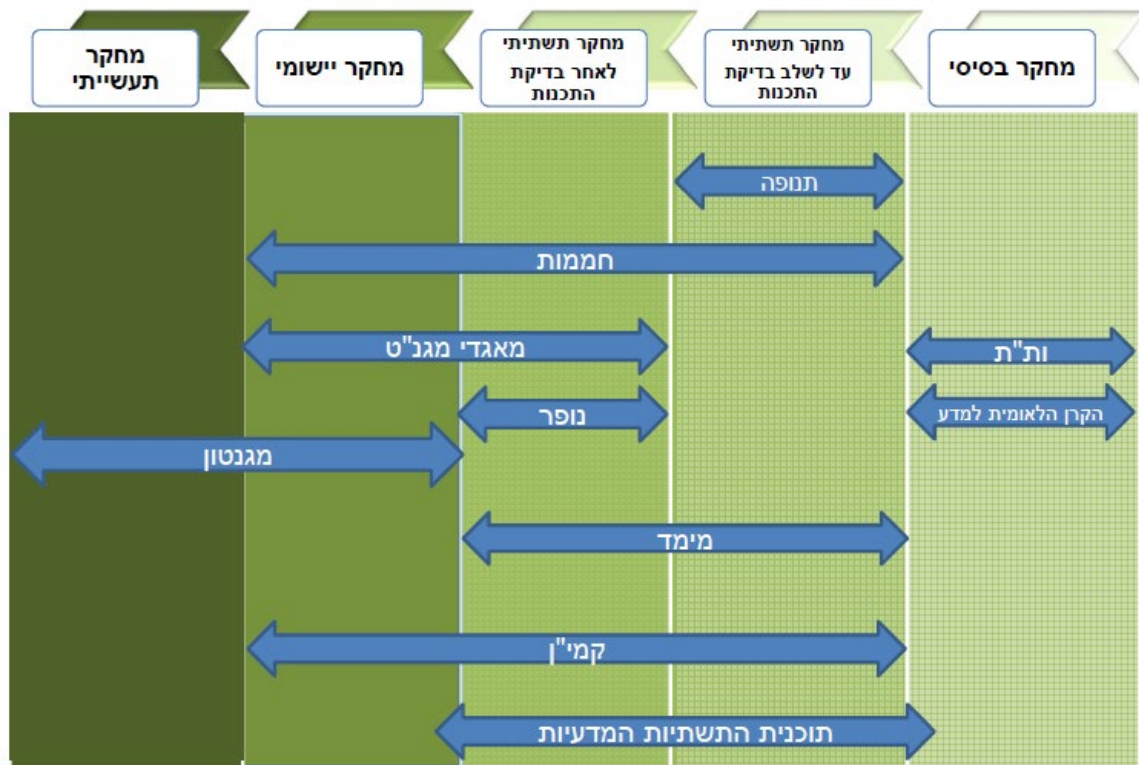 מחקר בסיסי
מחקר תשתיתי
עד לשלב בדיקת
התכנות
מחקר תשתיתי
לאחר בדיקת
התכנות
מחקר יישומי
מחקר
תעשייתי
תנופה
חממות
ות"ת
מאגדי מגנ"ט
הקרן הלאומית למדע
נופר
מגנטון
מימד
קמי"ן
תוכנית התשתיות המדעיות